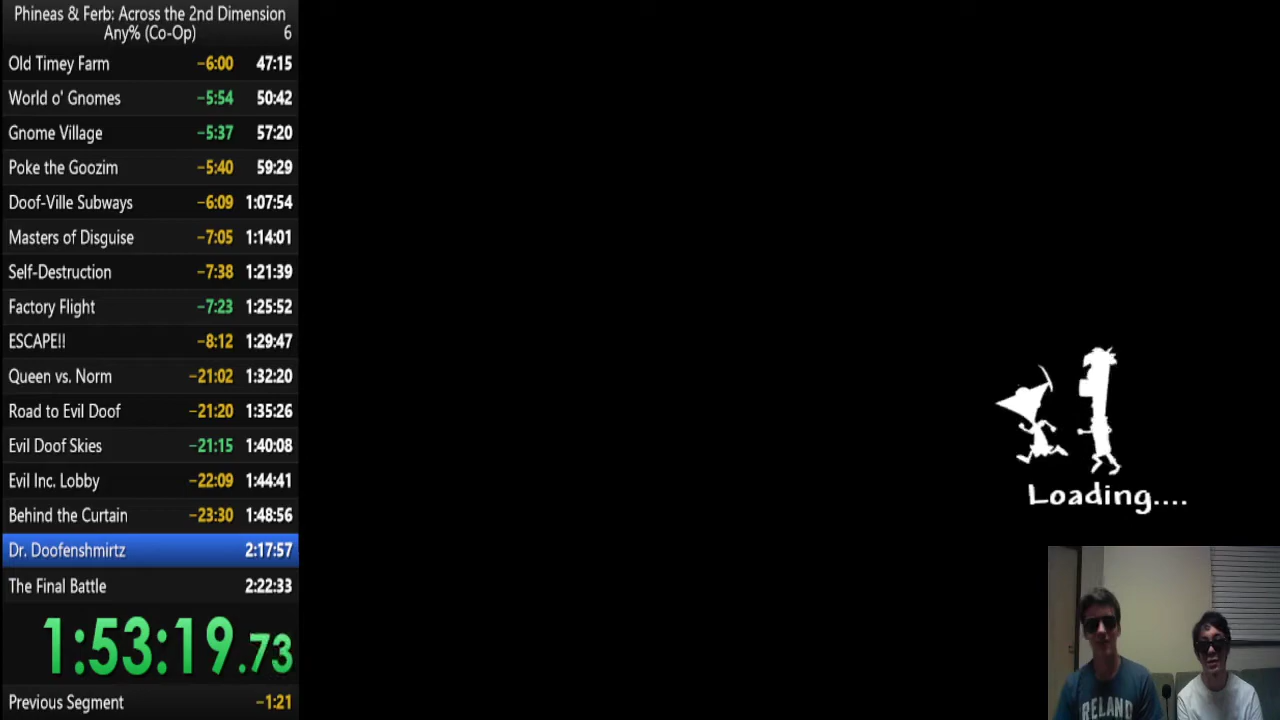 Phineas & Ferb: Across the 2nd Dimension
Any% (Co-Op) 6
Old Timey Farm -6:00 47:15
World o' Gnomes -5:54 50:42
Gnome Village -5:37 57:20
Poke the Goozim -5:40 59:29
Doof-Ville Subways -6:09 1:07:54
Masters of Disguise -7:05 1:14:01
Self-Destruction -7:38 1:21:39
Factory Flight -7:23 1:25:52
ESCAPE!! -8:12 1:29:47
Queen vs. Norm -21:02 1:32:20
Road to Evil Doof -21:20 1:35:26
Evil Doof Skies -21:15 1:40:08
Evil Inc. Lobby -22:09 1:44:41
Behind the Curtain -23:30 1:48:56
Dr. Doofenshmirtz 2:17:57
The Final Battle 2:22:33
1:53:19.73
Previous Segment -1:21
Loading....
RELAND